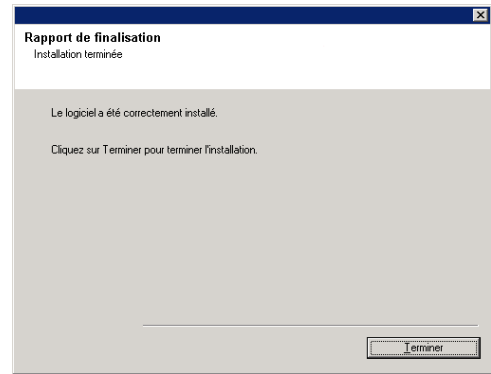 Rapport de finalisation
Installation terminée
Le logiciel a été correctement installé.
Cliquez sur Terminer pour terminer l'installation.
Terminer